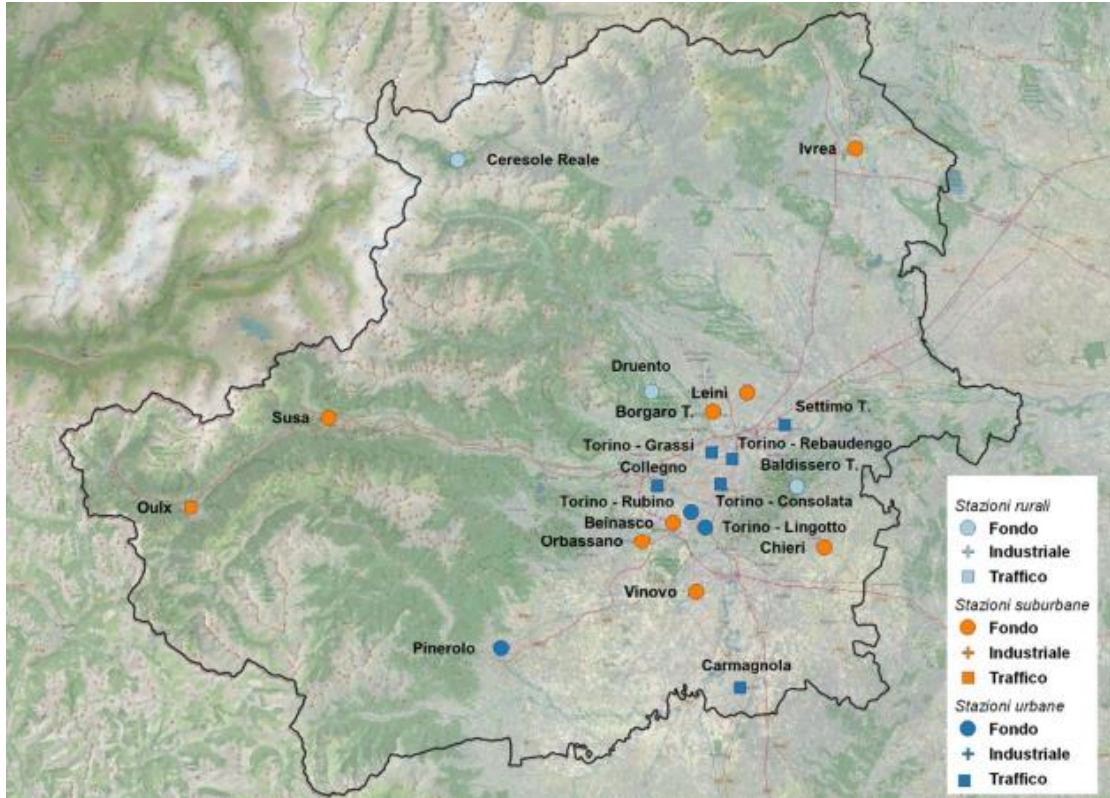 Ceresole Reale
Ivrea
Druento
Leinì
Borgaro T.
Settimo T.
Susa
Torino - Grassi
Torino - Rebaudengo
Collegno
Baldissero T.
Oulx
Torino - Rubino
Torino - Consolata
Beinasco
Torino - Lingotto
Orbassano
Chieri
Vinovo
Pinerolo
Carmagnola
Stazioni rurali
Fondo
Industriale
Traffico
Stazioni suburbane
Fondo
Industriale
Traffico
Stazioni urbane
Fondo
Industriale
Traffico